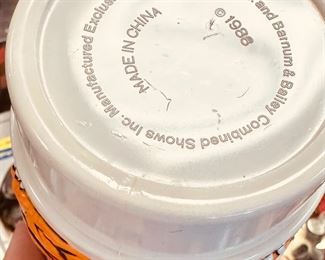 Manufactured Exclus
and Barnum & Bailey Combined Shows Inc.
MADE IN CHINA
© 1986